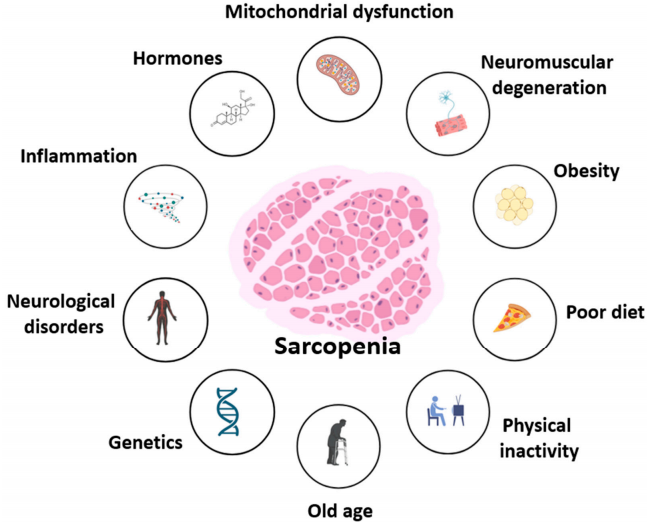 Mitochondrial dysfunction
Hormones
Neuromuscular
degeneration
Inflammation
Obesity
Neurological
disorders
Poor diet
Sarcopenia
Genetics
Physical
inactivity
Old age